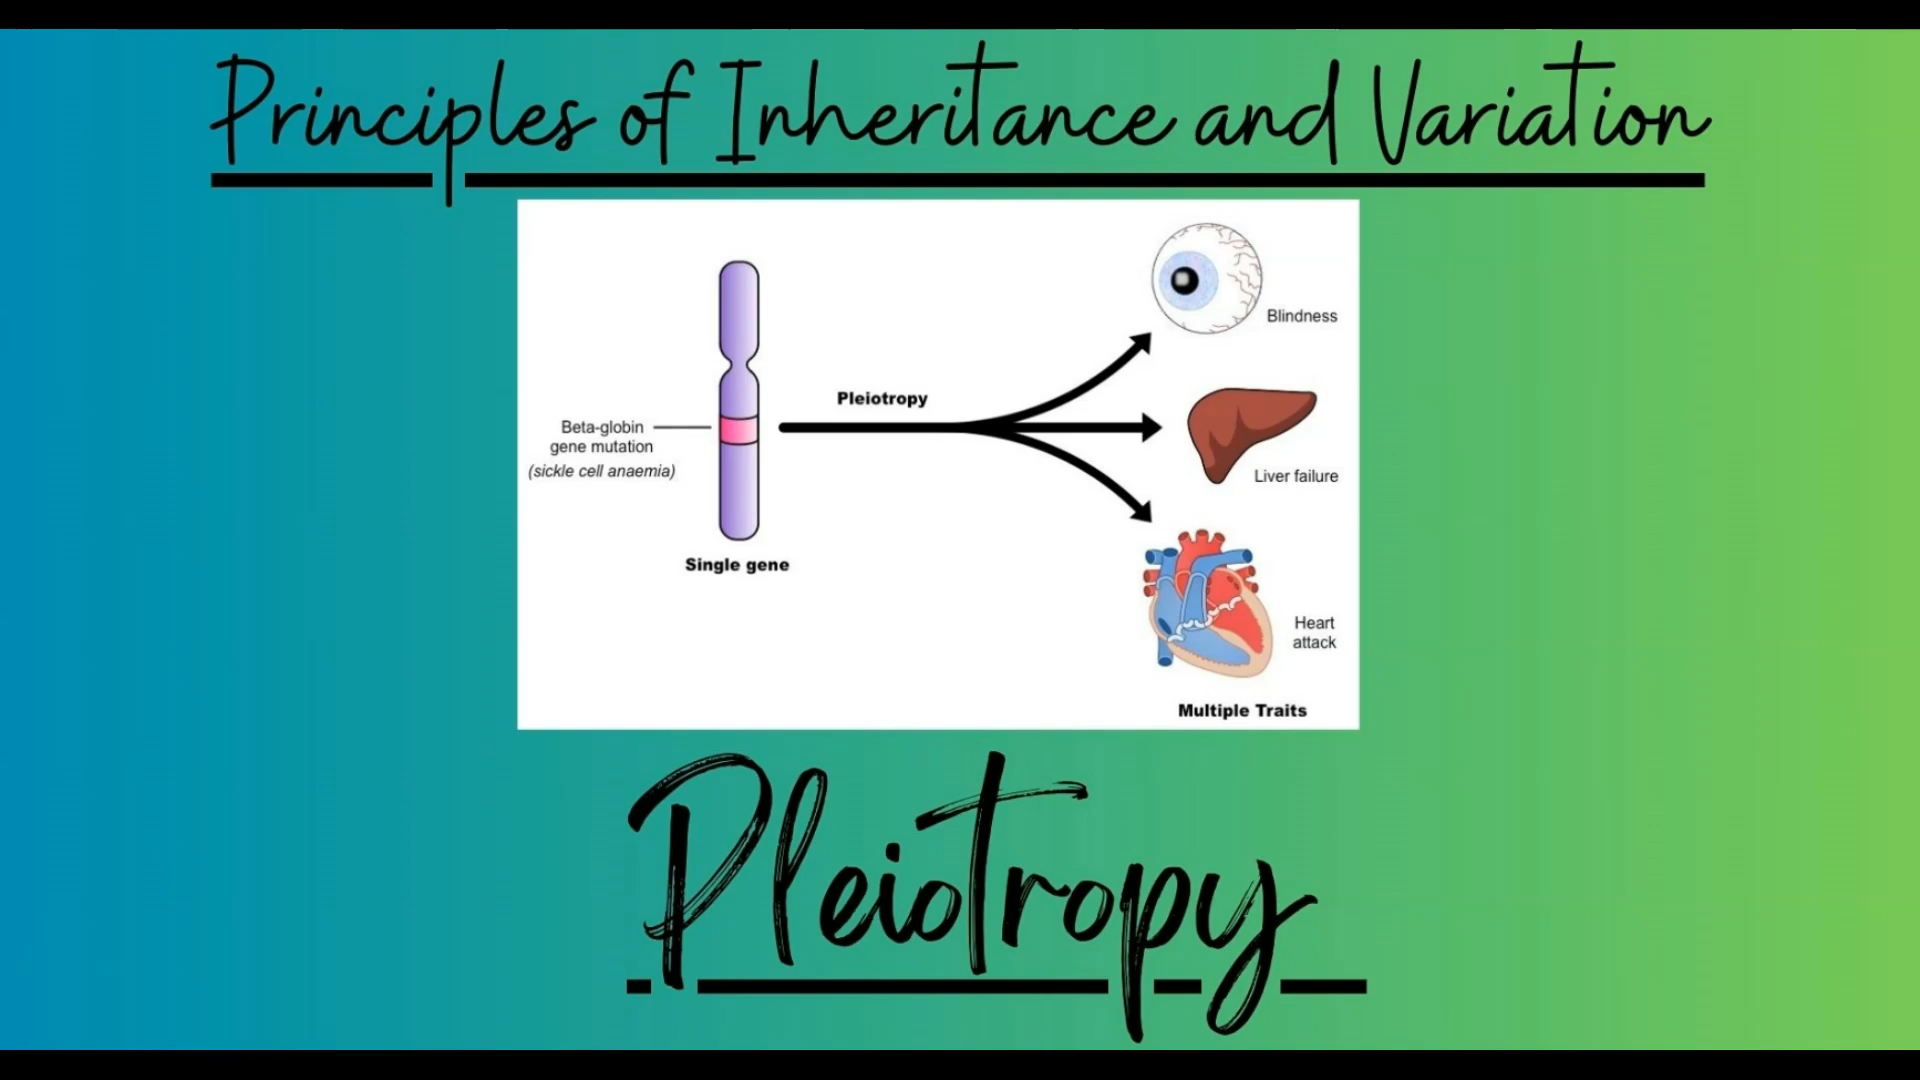 Principles of Inheritance and Variation
Blindness
Pleiotropy
Beta-globin
gene mutation
(sickle cell anaemia)
Liver failure
Single gene
Heart
attack
Multiple Traits
Pleiotropy